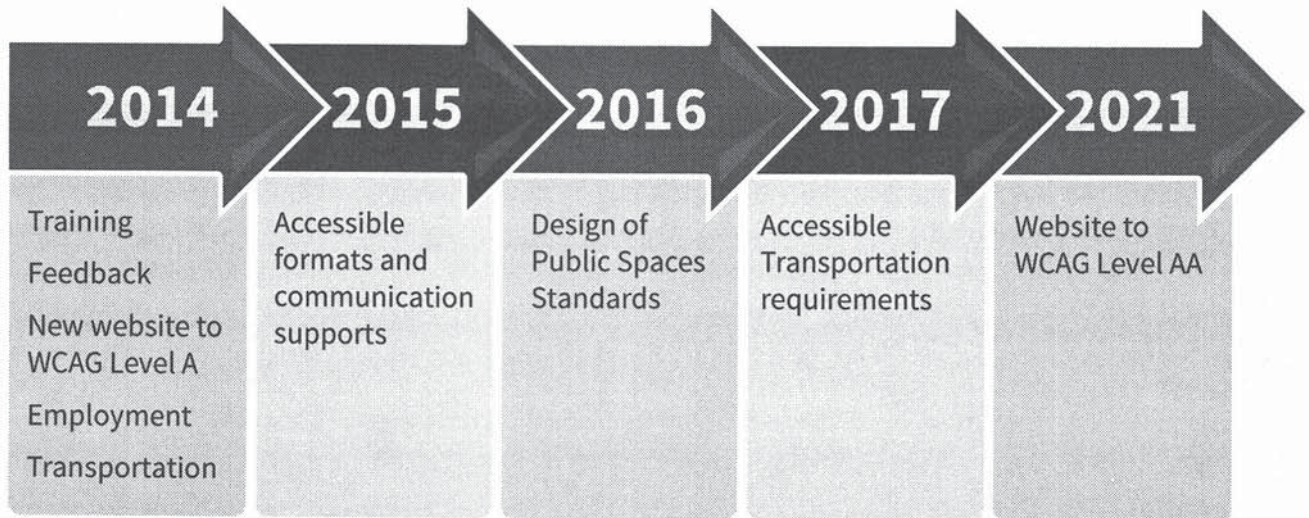 2014
Training
Feedback
New website to
WCAG Level A
Employment
Transportation
2015
Accessible
formats and
communication
supports
2016
Design of
Public Spaces
Standards
2017
Accessible
Transportation
requirements
2021
Website to
WCAG Level AA